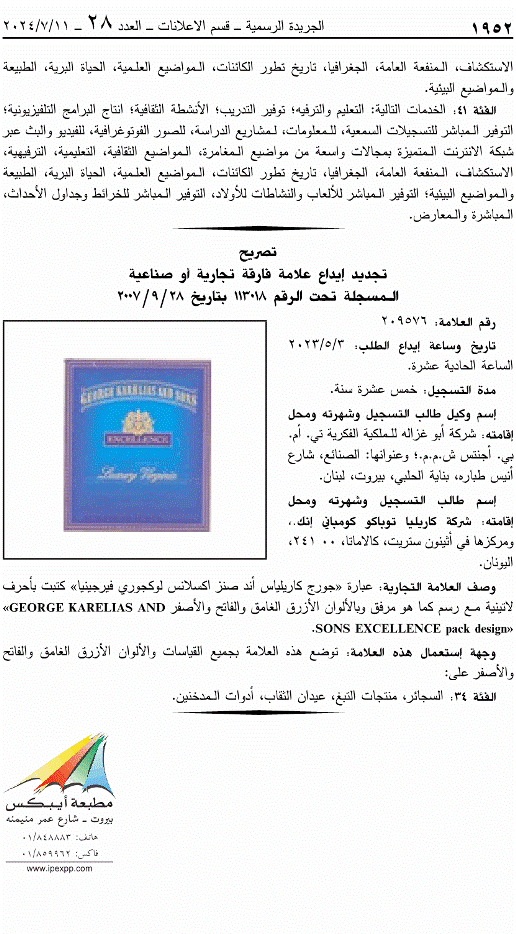 ١٩٥٢ الجريدة الرسمية ــ قسم الاعلانات ــ العدد ٢٨ ــ ٢٠٢٤/٧/١١
الاستكشاف، المنفعة العامة، الجغرافيا، تاريخ تطور الكائنات، المواضيع العلمية، الحياة البرية، الطبيعة
والمواضيع البيئية.
الفئة ٤١: الخدمات التالية: التعليم والترفيه؛ توفير التدريب؛ الأنشطة الثقافية؛ انتاج البرامج التلفيزيونية؛
التوفير المباشر للتسجيلات السمعية، للمعلومات، لمشاريع الدراسة، للصور الفوتوغرافية، للفيديو والبث عبر
شبكة الانترنت المتميزة بمجالات واسعة من مواضيع المغامرة، المواضيع الثقافية، التعليمية، الترفيهية،
الاستكشاف، المنفعة العامة، الجغرافيا، تاريخ تطور الكائنات، المواضيع العلمية، الحياة البرية، الطبيعة
والمواضيع البيئية؛ التوفير المباشر للألعاب والنشاطات للأولاد، التوفير المباشر للخرائط وجداول الأحداث،
المباشرة والمعارض.
تصريح
تجديد إيداع علامة فارقة تجارية أو صناعية
المسجلة تحت الرقم ١١٣٠١٨ بتاريخ ٢٠٠٧/٩/٢٨
رقم العلامة: ٢٠٩٥٧٦
تاريخ وساعة إيداع الطلب: ٢٠٢٣/٥/٣
الساعة الحادية عشرة.
مدة التسجيل: خمس عشرة سنة.
إسم وكيل طالب التسجيل وشهرته ومحل
إقامته: شركة أبو غزاله للملكية الفكرية تي. أم.
بي. أجنتس ش.م.م.؛ وعنوانها: الصنائع، شارع
أنيس طباره، بناية الحلبي، بيروت، لبنان.
إسم طالب التسجيل وشهرته ومحل
إقامته: شركة كاريليا توباكو كومباني إنك.،
ومركزها في أثينون ستريت، كالاماتا، ٠٠ ٢٤١،
اليونان.
GEORGE KARELIAS AND SONS
EXCELLENCE
Luxury Virginia
وصف العلامة التجارية: عبارة «جورج كاريلياس أند صنز اكسلانس لوكجوري فيرجينيا» كتبت بأحرف
لاتينية مع رسم كما هو مرفق وبالألوان الأزرق الغامق والفاتح والأصفر «GEORGE KARELIAS AND
SONS EXCELLENCE pack design».
وجهة إستعمال هذه العلامة: توضع هذه العلامة بجميع القياسات والألوان الأزرق الغامق والفاتح
والأصفر على:
الفئة ٣٤: السجائر، منتجات التبغ، عيدان الثقاب، أدوات المدخنين.
مطبعة أيبكس
بيروت ــ شارع عمر منيمنه
هاتف: ٠١/٨٤٨٨٨٣
فاكس: ٠١/٨٥٩٩٦٢
www.ipexpp.com